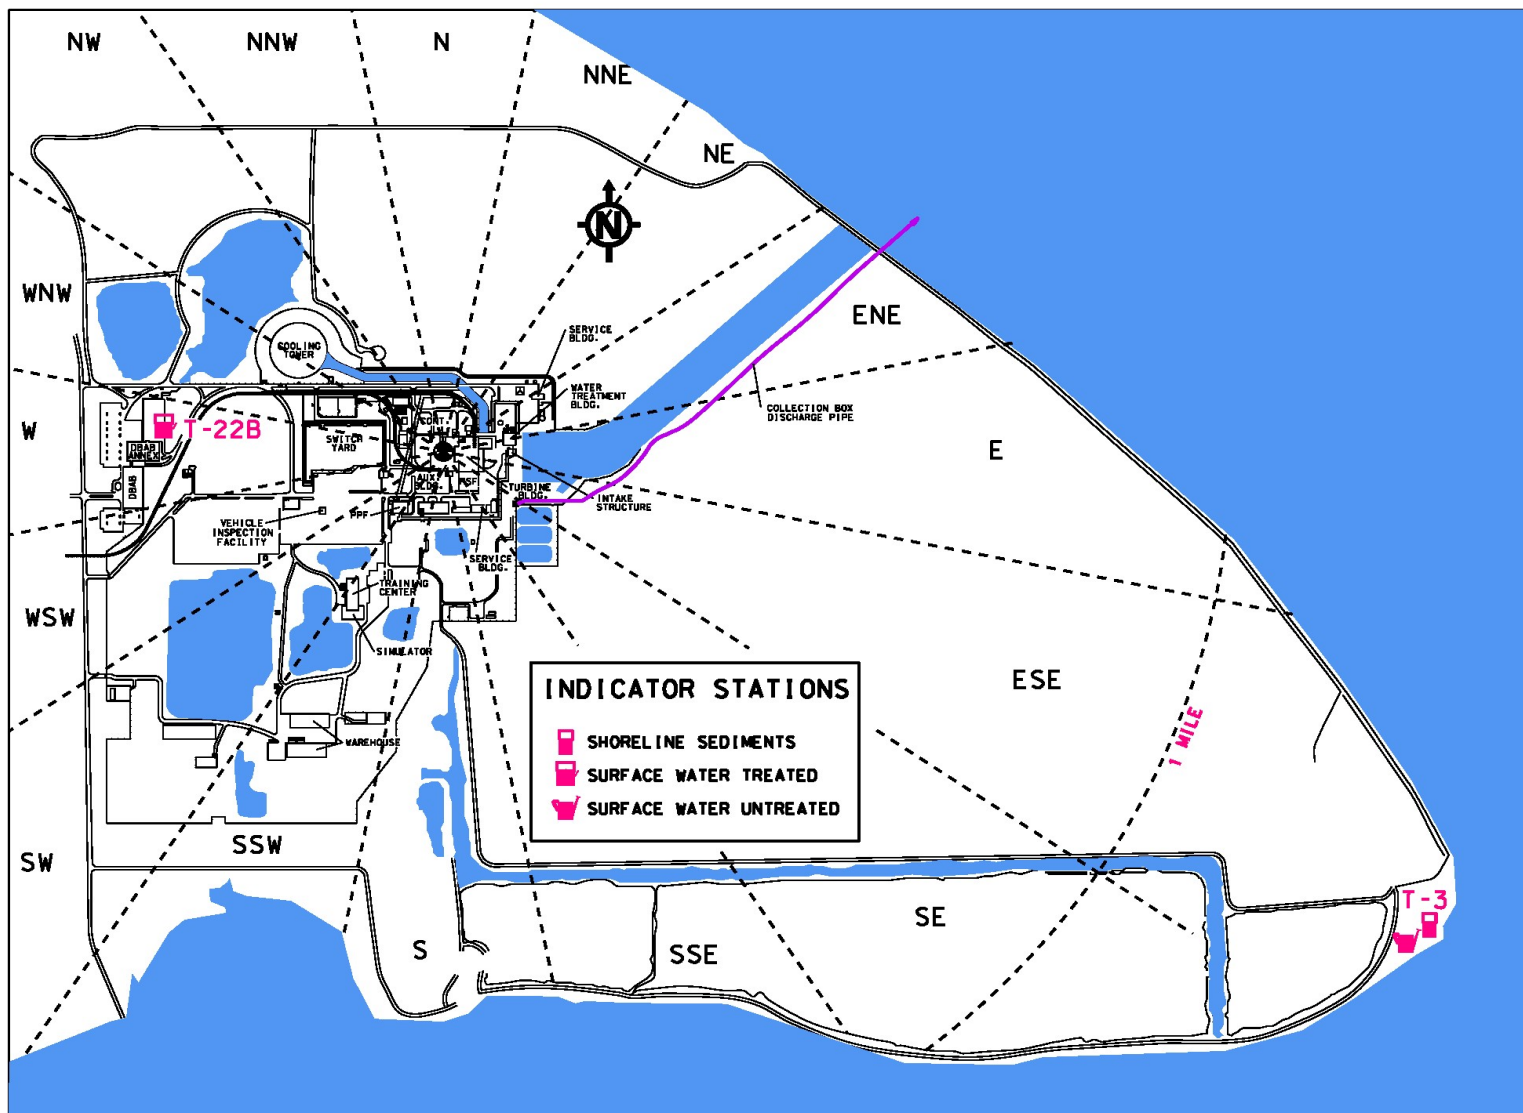 NW
NNW
N
NNE
NE
N
WNW
ENE
SERVICE
BLDG.
COOLING
TOWER
WATER
TREATMENT
BLDG.
COLLECTION BOX
DISCHARGE PIPE
W
T-22B
CONT.
SWITCH
YARD
DBAB
ANNEX
E
AUX.
BLDG.
TURBINE
BLDG.
DBAB
INTAKE
STRUCTURE
PPF
VEHICLE
INSPECTION
FACILITY
SERVICE
BLDG.
TRAINING
CENTER
WSW
SIMULATOR
ESE
INDICATOR STATIONS
SHORELINE SEDIMENTS
SURFACE WATER TREATED
SURFACE WATER UNTREATED
1 MILE
WAREHOUSE
SSW
SW
T-3
SE
S
SSE